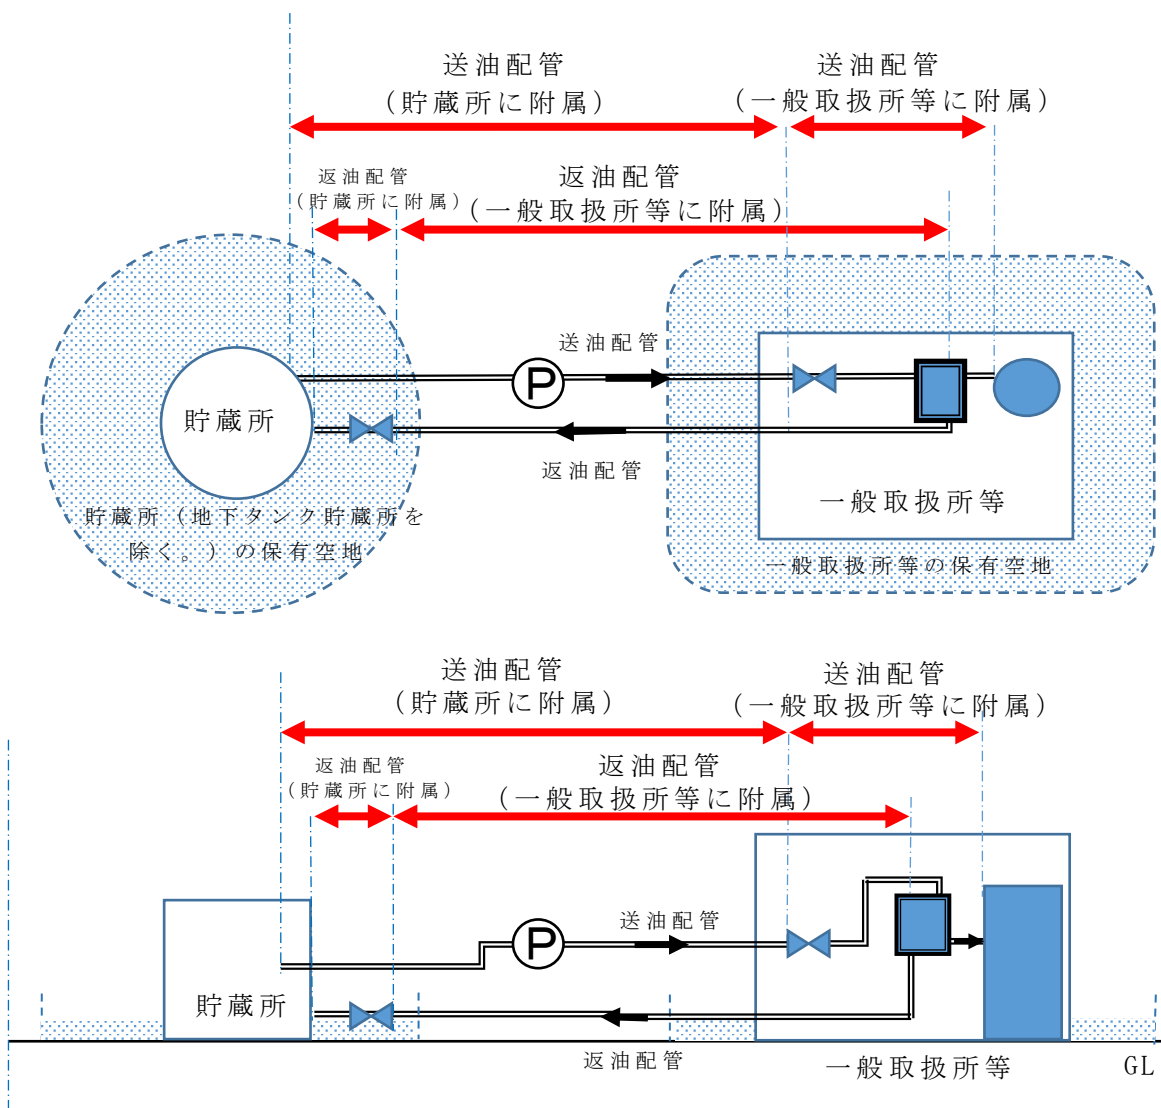 送油配管
（貯蔵所に附属）
送油配管
（一般取扱所等に附属）
返油配管
（貯蔵所に附属）
返油配管
（一般取扱所等に附属）
送油配管
P
貯蔵所
返油配管
一般取扱所等
貯蔵所（地下タンク貯蔵所を
除く。）の保有空地
一般取扱所等の保有空地
送油配管
（貯蔵所に附属）
送油配管
（一般取扱所等に附属）
返油配管
（貯蔵所に附属）
返油配管
（一般取扱所等に附属）
送油配管
P
貯蔵所
返油配管
一般取扱所等
GL